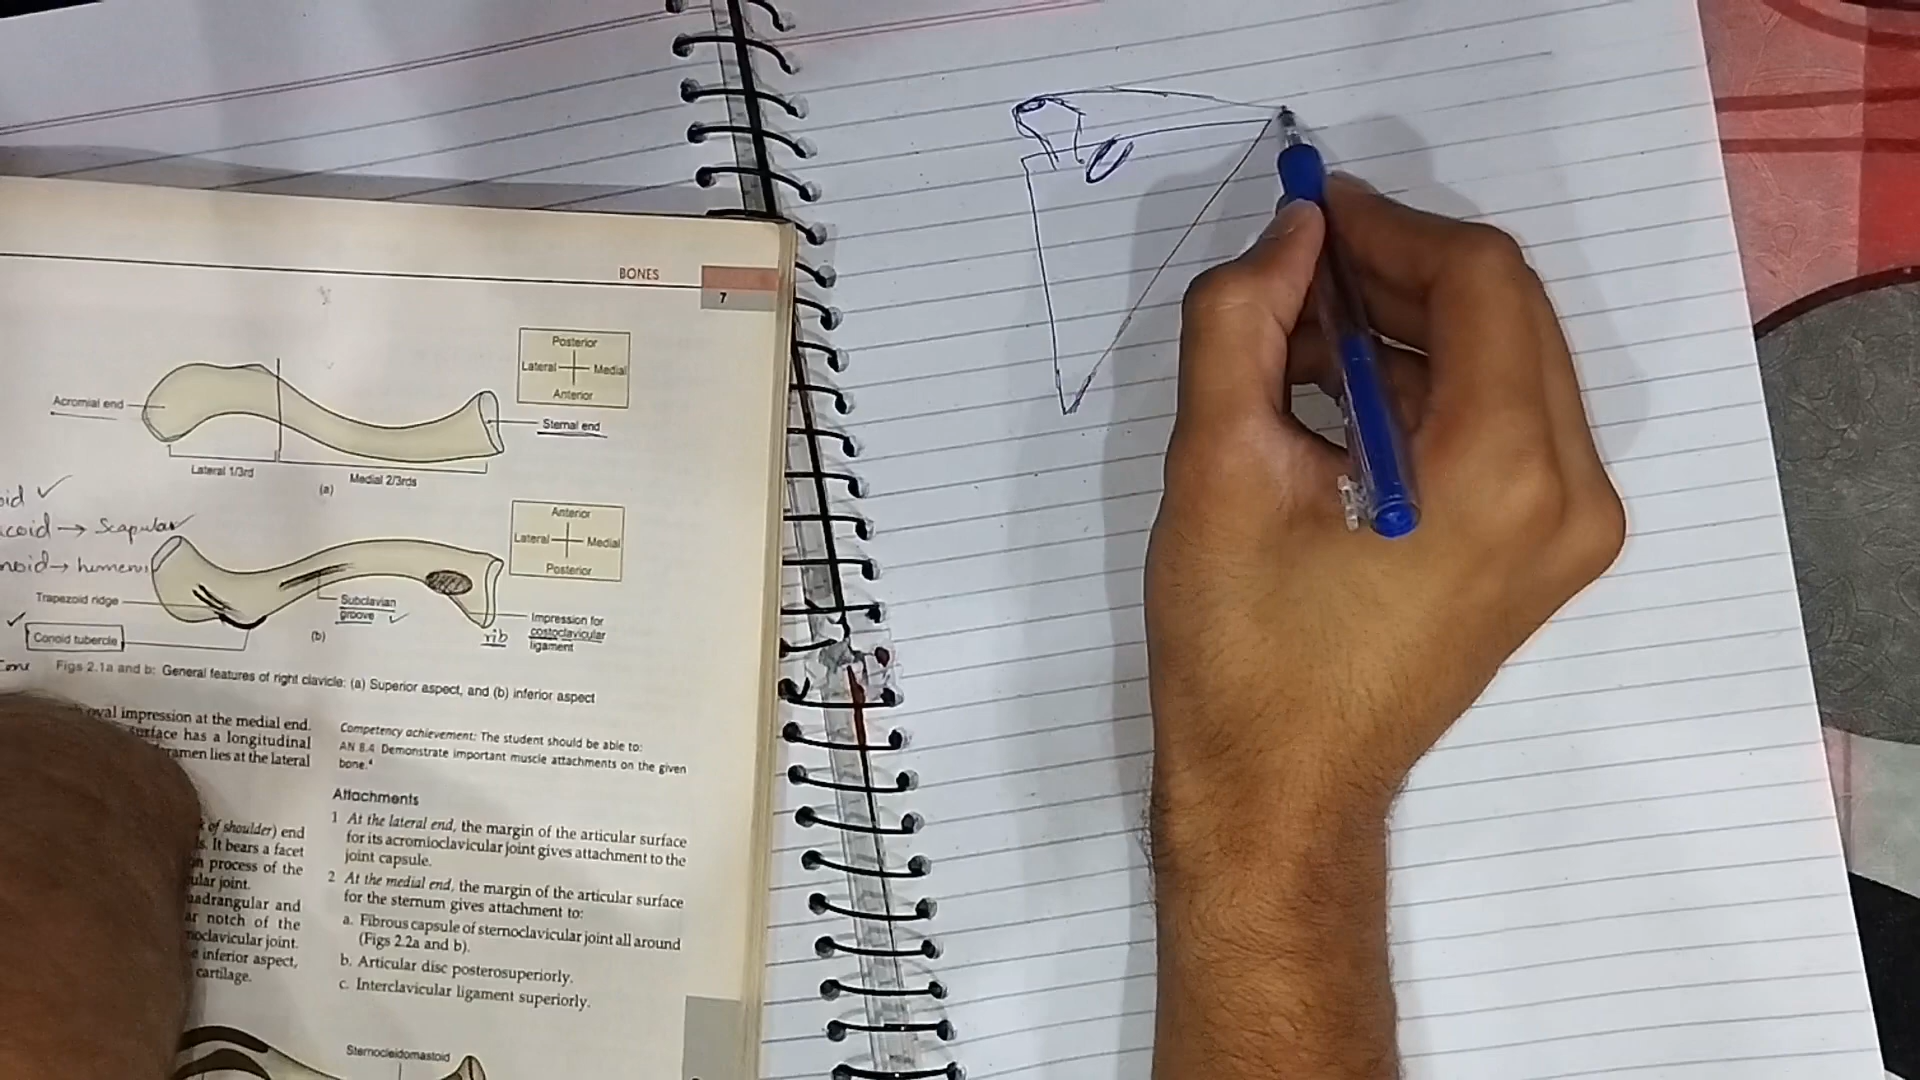 BONES
7
Posterior
Lateral Medial
Anterior
Acromial end
Sternal end
Lateral 1/3rd
Medial 2/3rds
(a)
oid ✓
acoid → Scapular
noid → humerus
Anterior
Lateral Medial
Posterior
Trapezoid ridge
Subclavian
groove
Conoid tubercle
(b)
rib
Impression for
costoclavicular
ligament
Figs 2.1a and b: General features of right clavicle: (a) Superior aspect, and (b) inferior aspect
oval impression at the medial end.
surface has a longitudinal
ramen lies at the lateral
of shoulder) end
s. It bears a facet
n process of the
ular joint.
uadrangular and
ar notch of the
noclavicular joint.
e inferior aspect,
cartilage.
Competency achievement: The student should be able to:
AN 8.4 Demonstrate important muscle attachments on the given
bone.⁴
Attachments
1 At the lateral end, the margin of the articular surface
for its acromioclavicular joint gives attachment to the
joint capsule.
2 At the medial end, the margin of the articular surface
for the sternum gives attachment to:
a. Fibrous capsule of sternoclavicular joint all around
(Figs 2.2a and b).
b. Articular disc posterosuperiorly.
c. Interclavicular ligament superiorly.
Sternocleidomastoid